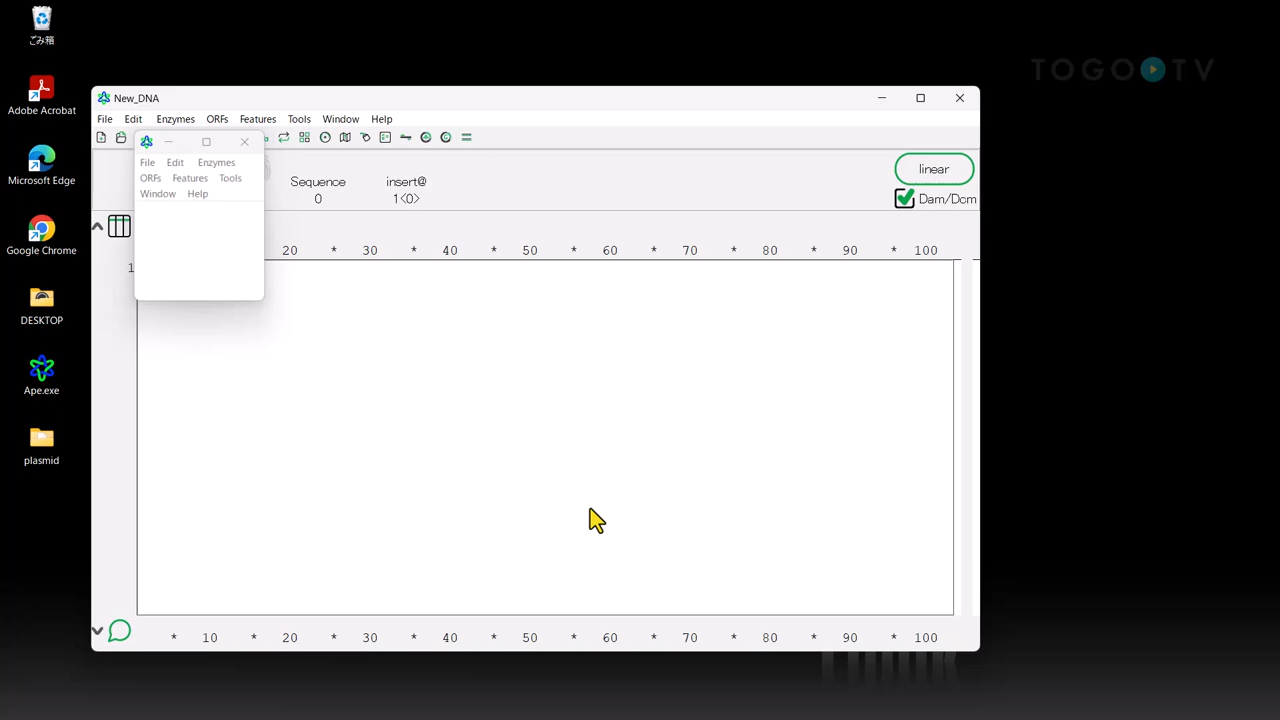 ごみ箱
TOGO TV
Adobe Acrobat
Microsoft Edge
Google Chrome
DESKTOP
Ape.exe
plasmid
New_DNA
File Edit Enzymes ORFs Features Tools Window Help
File Edit Enzymes
ORFs Features Tools
Window Help
Sequence insert@
0 1<0>
linear
Dam/Dcm
20 * 30 * 40 * 50 * 60 * 70 * 80 * 90 * 100
1
* 10 * 20 * 30 * 40 * 50 * 60 * 70 * 80 * 90 * 100